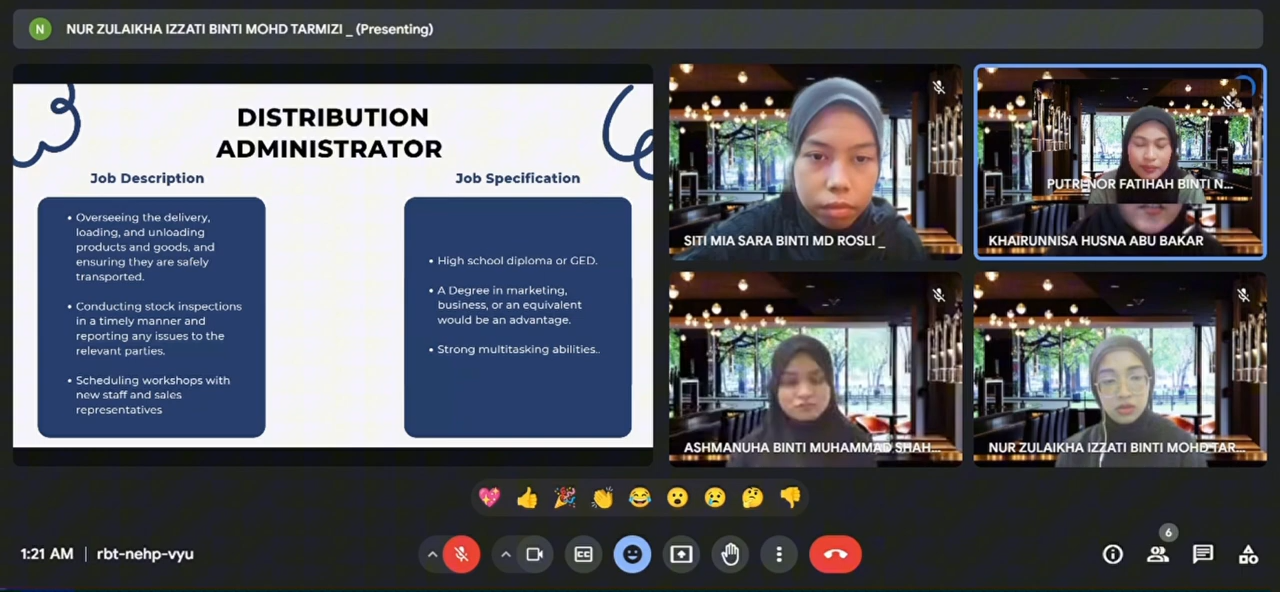 N
NUR ZULAIKHA IZZATI BINTI MOHD TARMIZI _ (Presenting)
DISTRIBUTION
ADMINISTRATOR
Job Description
• Overseeing the delivery,
loading, and unloading
products and goods, and
ensuring they are safely
transported.
• Conducting stock inspections
in a timely manner and
reporting any issues to the
relevant parties.
• Scheduling workshops with
new staff and sales
representatives
Job Specification
• High school diploma or GED.
• A Degree in marketing,
business, or an equivalent
would be an advantage.
• Strong multitasking abilities..
SITI MIA SARA BINTI MD ROSLI _
PUTRI NOR FATIHAH BINTI N...
KHAIRUNNISA HUSNA ABU BAKAR
ASHMANUHA BINTI MUHAMMAD SHAH...
NUR ZULAIKHA IZZATI BINTI MOHD TAR...
1:21 AM | rbt-nehp-vyu
CC
6